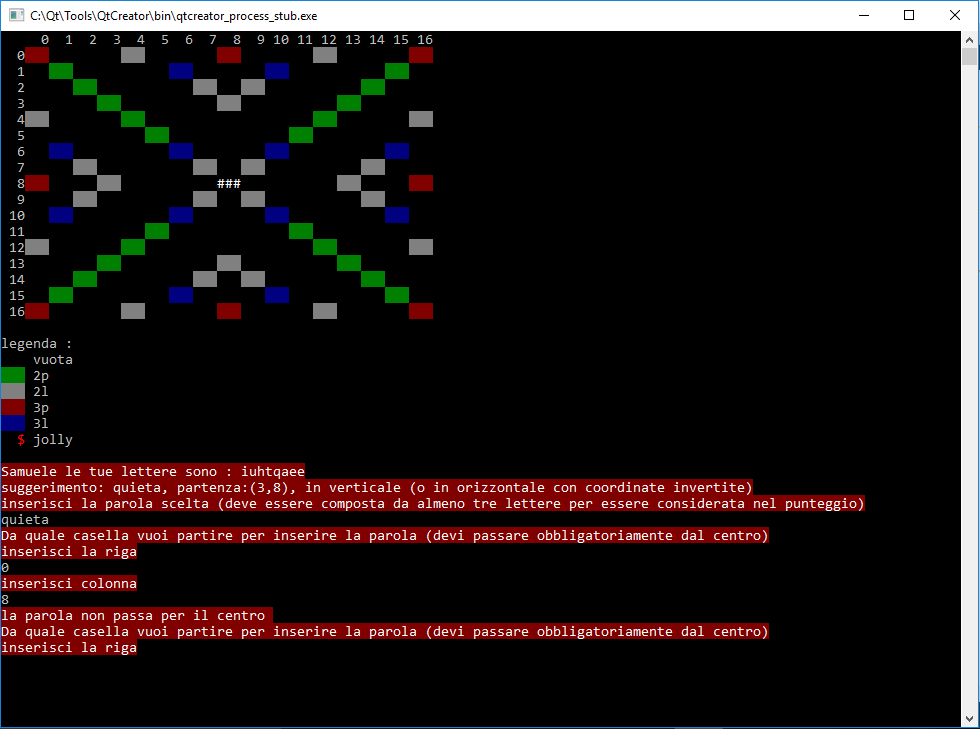 C:\Qt\Tools\QtCreator\bin\qtcreator_process_stub.exe
0 1 2 3 4 5 6 7 8 9 10 11 12 13 14 15 16
0
1
2
3
4
5
6
7
8 ###
9
10
11
12
13
14
15
16
legenda :
vuota
2p
2l
3p
3l
$ jolly
Samuele le tue lettere sono : iuhtqaee
suggerimento: quieta, partenza:(3,8), in verticale (o in orizzontale con coordinate invertite)
inserisci la parola scelta (deve essere composta da almeno tre lettere per essere considerata nel punteggio)
quieta
Da quale casella vuoi partire per inserire la parola (devi passare obbligatoriamente dal centro)
inserisci la riga
0
inserisci colonna
8
la parola non passa per il centro
Da quale casella vuoi partire per inserire la parola (devi passare obbligatoriamente dal centro)
inserisci la riga